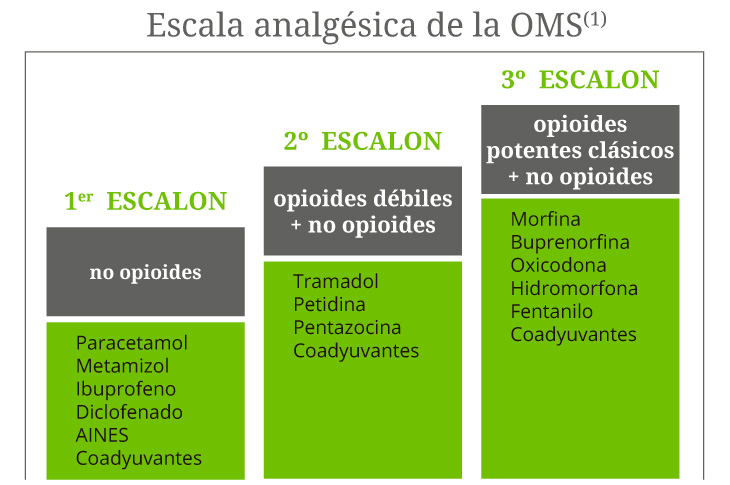 Escala analgésica de la OMS(1)
1er ESCALON
no opioides
Paracetamol
Metamizol
Ibuprofeno
Diclofenado
AINES
Coadyuvantes
2º ESCALON
opioides débiles
+ no opioides
Tramadol
Petidina
Pentazocina
Coadyuvantes
3º ESCALON
opioides
potentes clásicos
+ no opioides
Morfina
Buprenorfina
Oxicodona
Hidromorfona
Fentanilo
Coadyuvantes